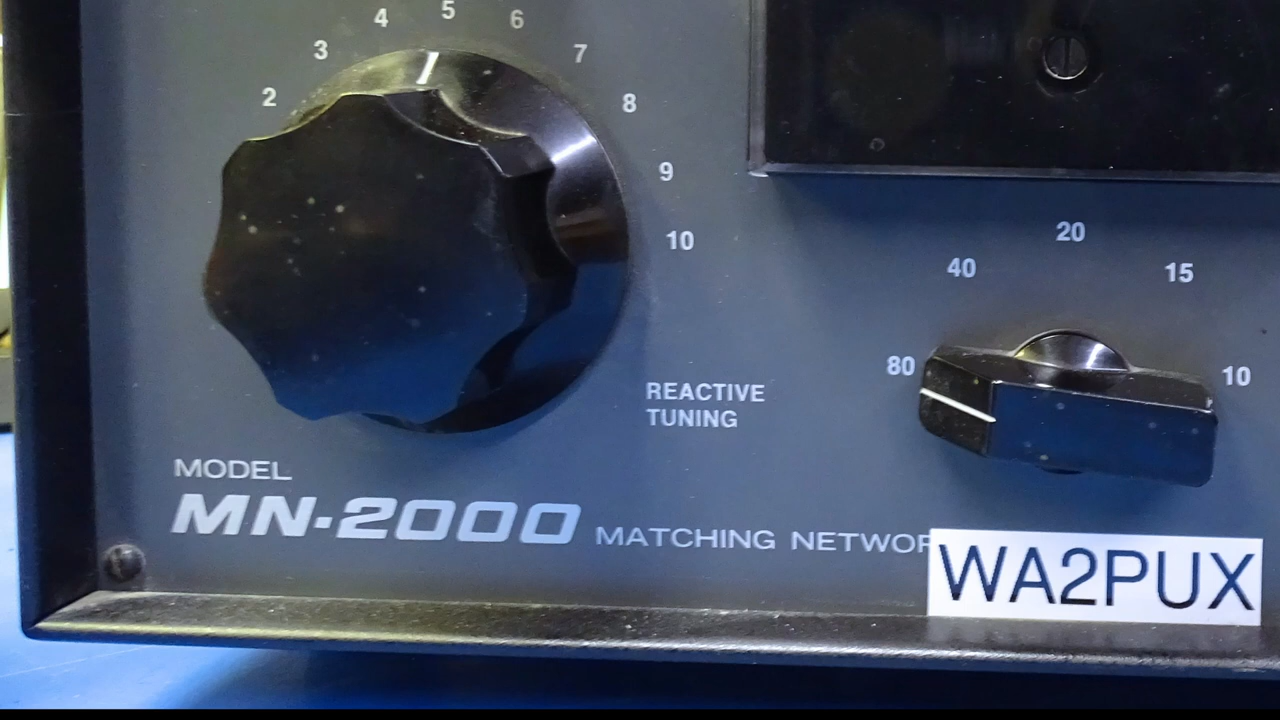 2 3 4 5 6 7 8 9 10
REACTIVE
TUNING
80 40 20 15 10
MODEL
MN-2000 MATCHING NETWOR
WA2PUX